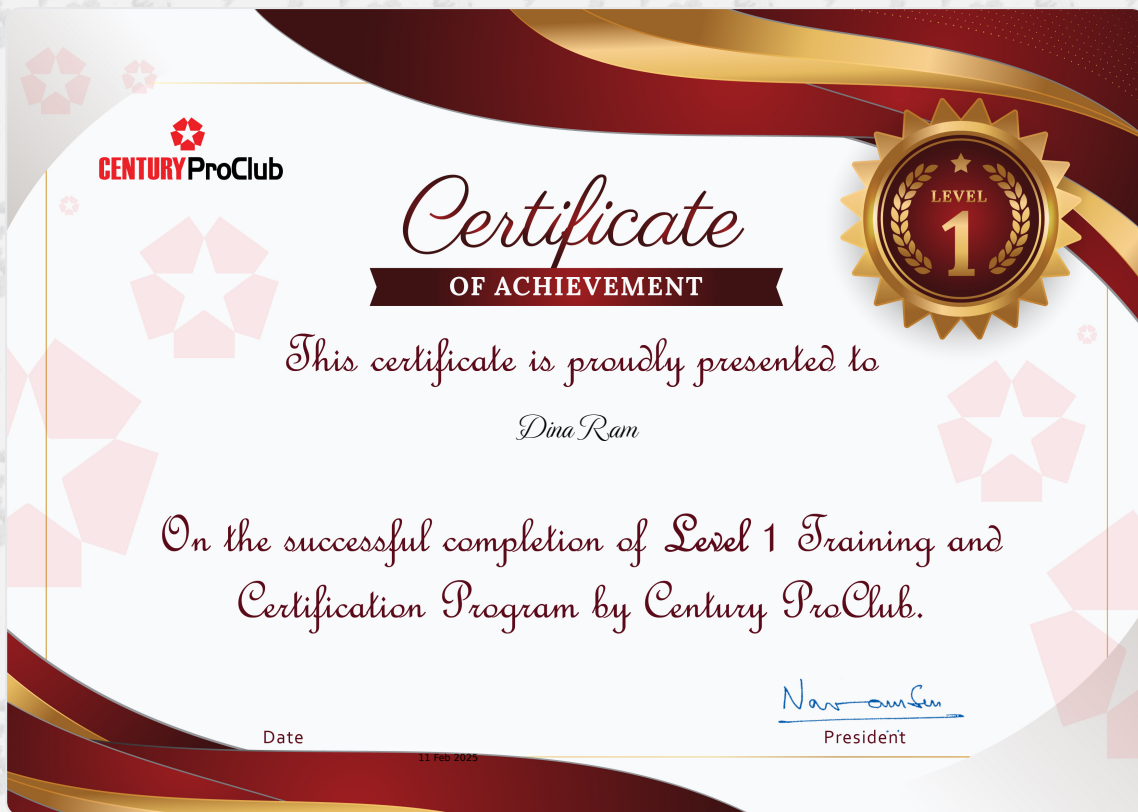 CENTURY ProClub
LEVEL
1
Certificate
OF ACHIEVEMENT
This certificate is proudly presented to
Dina Ram
On the successful completion of Level 1 Training and
Certification Program by Century ProClub.
Date
President
11 Feb 2025